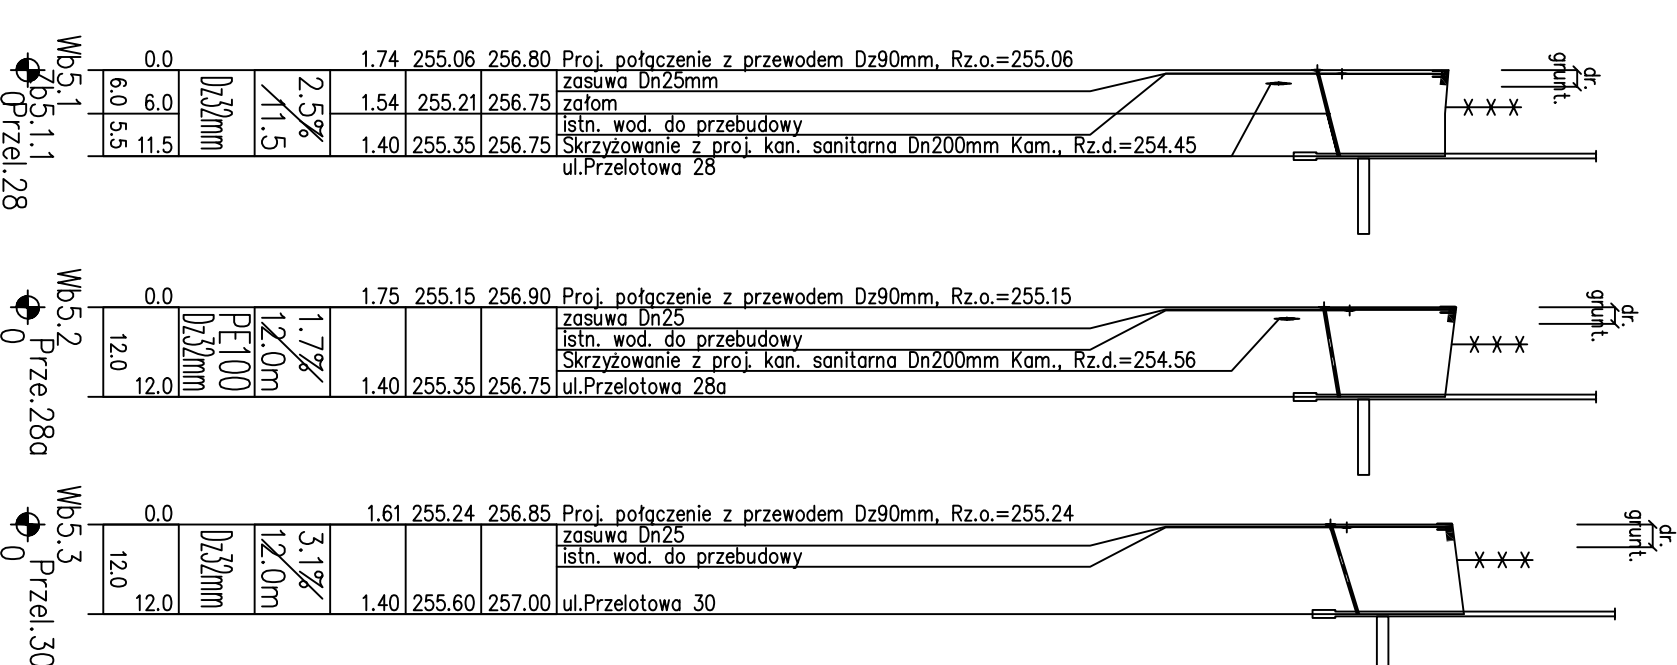 Wb5.1
Zb5.1.1
0
Przel.28
0.0 1.74 255.06 256.80 Proj. połączenie z przewodem Dz90mm, Rz.o.=255.06
zasuwa Dn25mm
6.0 6.0 1.54 255.21 256.75 załom
istn. wod. do przebudowy
5.5 11.5 1.40 255.35 256.75 Skrzyżowanie z proj. kan. sanitarna Dn200mm Kam., Rz.d.=254.45
ul.Przelotowa 28
Dz32mm
2.5%
11.5
dr.
grunt.
Wb5.2
0
Prze.28a
0.0 1.75 255.15 256.90 Proj. połączenie z przewodem Dz90mm, Rz.o.=255.15
zasuwa Dn25
istn. wod. do przebudowy
Skrzyżowanie z proj. kan. sanitarna Dn200mm Kam., Rz.d.=254.56
12.0 12.0 1.40 255.35 256.75 ul.Przelotowa 28a
PE100
Dz32mm
1.7%
12.0m
dr.
grunt.
Wb5.3
0
Przel.30
0.0 1.61 255.24 256.85 Proj. połączenie z przewodem Dz90mm, Rz.o.=255.24
zasuwa Dn25
istn. wod. do przebudowy
12.0 12.0 1.40 255.60 257.00 ul.Przelotowa 30
Dz32mm
3.1%
12.0m
dr.
grunt.